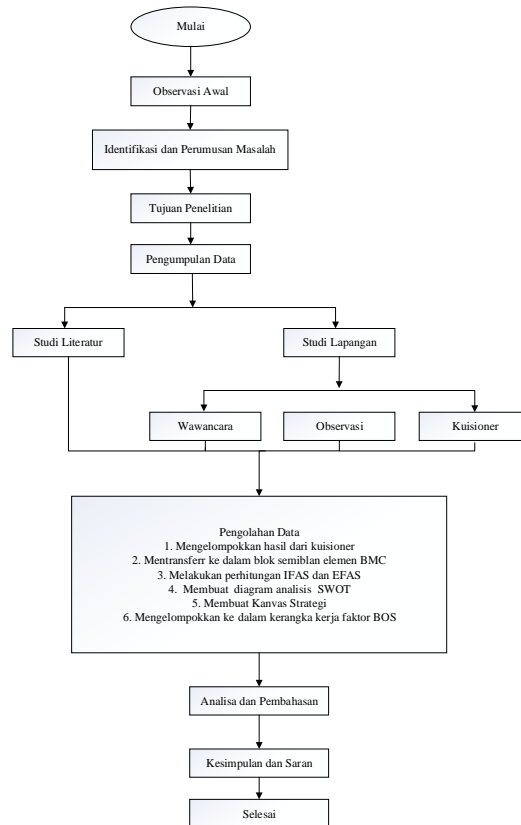 Mulai
Observasi Awal
Identifikasi dan Perumusan Masalah
Tujuan Penelitian
Pengumpulan Data
Studi Literatur
Studi Lapangan
Wawancara
Observasi
Kuisioner
Pengolahan Data
1. Mengelompokkan hasil dari kuisioner
2. Mentransferr ke dalam blok semiblan elemen BMC
3. Melakukan perhitungan IFAS dan EFAS
4. Membuat diagram analisis SWOT
5. Membuat Kanvas Strategi
6. Mengelompokkan ke dalam kerangka kerja faktor BOS
Analisa dan Pembahasan
Kesimpulan dan Saran
Selesai